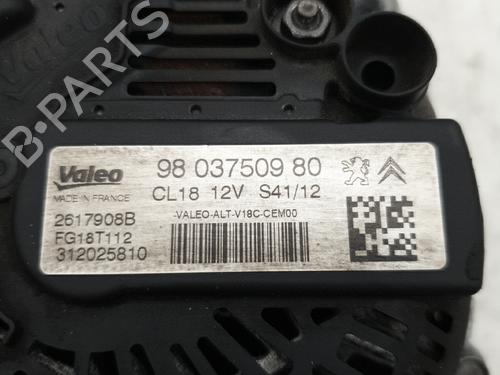 Valeo
B-PARTS
Valeo
MADE IN FRANCE
98 037509 80
CL18 12V S41/12
2617908B
FG18T112
312025810
VALEO-ALT-V18C-CEM00